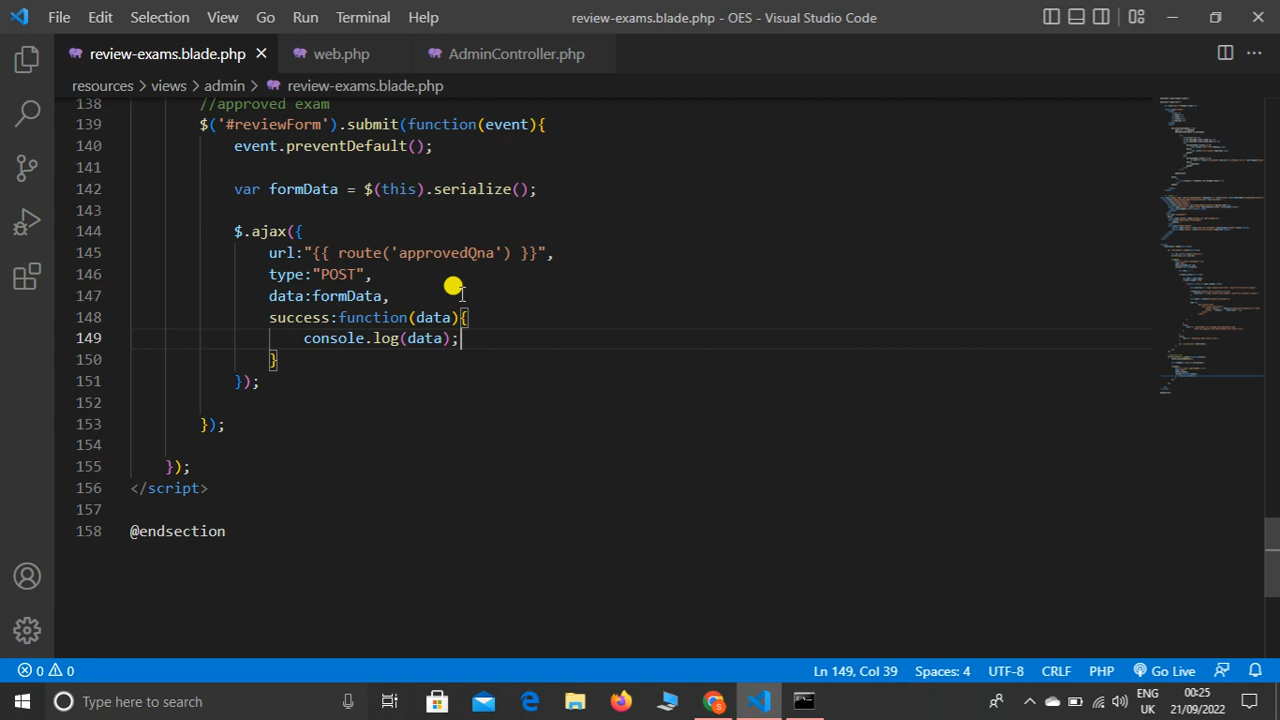 File Edit Selection View Go Run Terminal Help review-exams.blade.php - OES - Visual Studio Code
review-exams.blade.php web.php AdminController.php
resources > views > admin > review-exams.blade.php
138 //approved exam
139 $('#reviewForm').submit(function(event){
140 event.preventDefault();
141
142 var formData = $(this).serialize();
143
144 $.ajax({
145 url:"{{ route('approvedQna') }}",
146 type:"POST",
147 data:formData,
148 success:function(data){
149 console.log(data);
150 }
151 });
152
153 });
154
155 });
156 </script>
157
158 @endsection
0 0 Ln 149, Col 39 Spaces: 4 UTF-8 CRLF PHP Go Live
Type here to search ENG 00:25
UK 21/09/2022